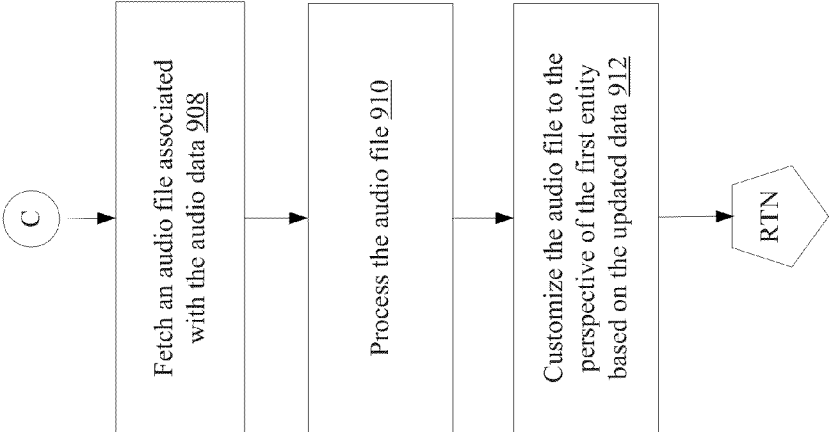 C
Fetch an audio file associated
with the audio data 908
Process the audio file 910
Customize the audio file to the
perspective of the first entity
based on the updated data 912
RTN